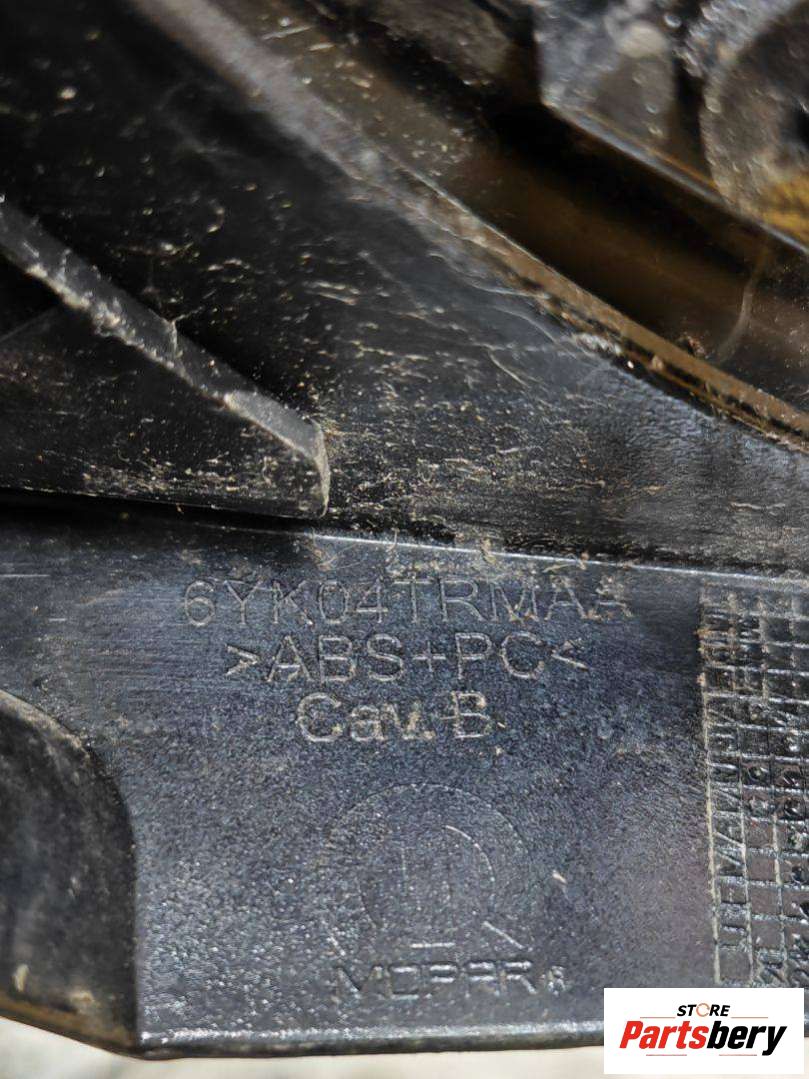 6YK04TRMAA
>ABS+PC<
Cav. B
MOPAR®
STORE
Partsbery